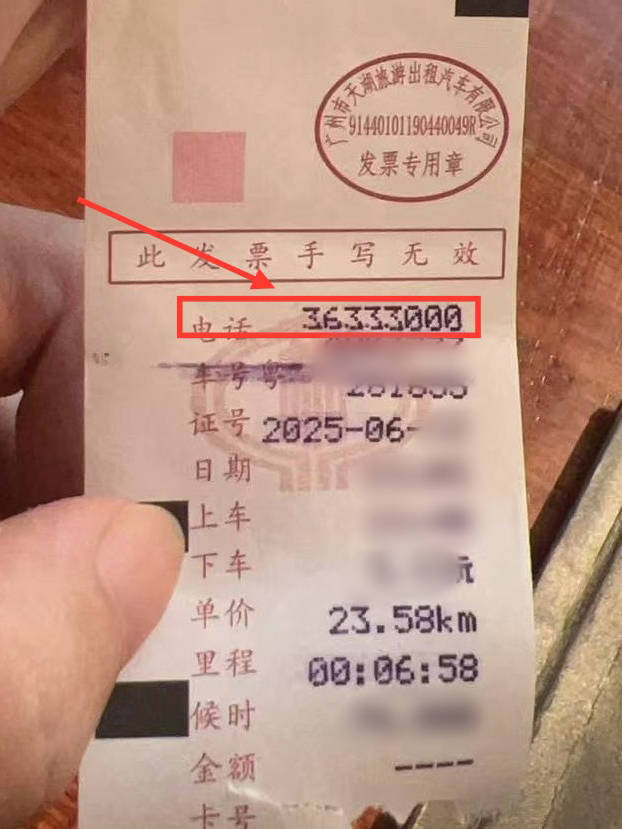 广州市天湖旅游出租汽车有限公司
91440101190440049R
发票专用章
此发票手写无效
电话 36333000
车号 粤
证号
2025-06-
日期
上车
下车
元
单价
23.58km
里程
00:06:58
候时
金额
----
卡号